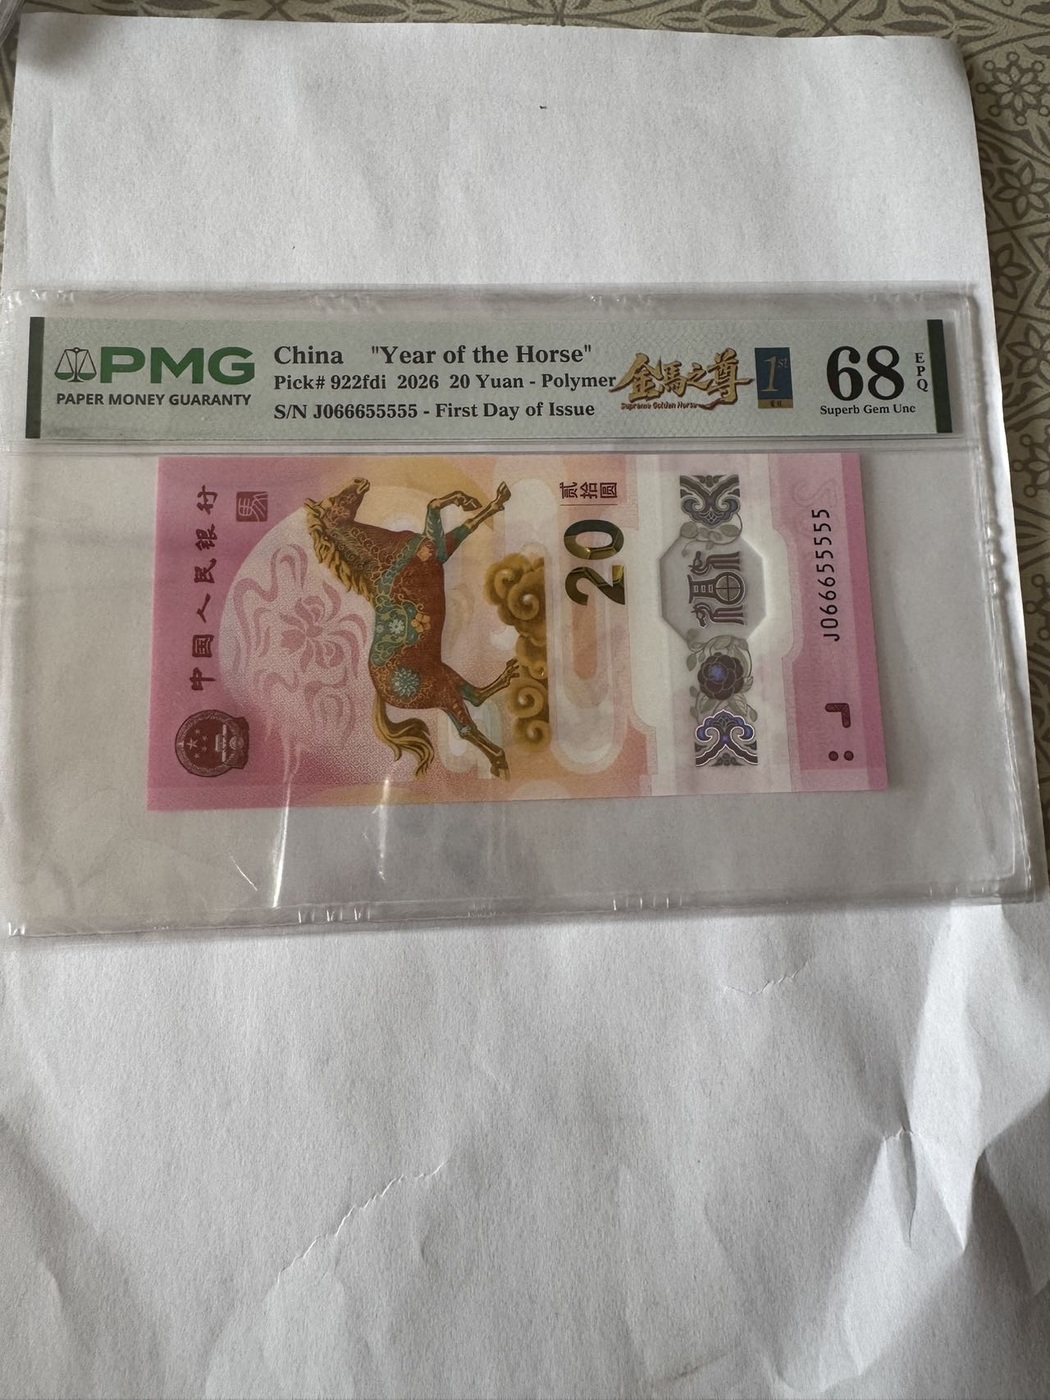 PMG
PAPER MONEY GUARANTY
China "Year of the Horse"
Pick# 922fdi 2026 20 Yuan - Polymer
S/N J066655555 - First Day of Issue
金馬之尊
Supreme Golden Horse
1st
68
EPQ
Superb Gem Unc
中国人民银行
贰拾圆
20
J066655555